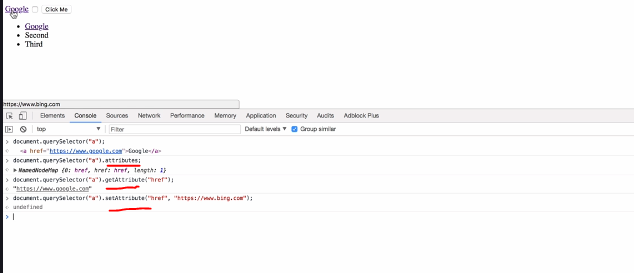 Google Click Me
Google
Second
Third
https://www.bing.com
Elements Console Sources Network Performance Memory Application Security Audits Adblock Plus
top Filter Default levels Group similar
document.querySelector("a");
<a href="https://www.google.com">Google</a>
document.querySelector("a").attributes;
NamedNodeMap {0: href, href: href, length: 1}
document.querySelector("a").getAttribute("href");
"https://www.google.com"
document.querySelector("a").setAttribute("href", "https://www.bing.com");
undefined